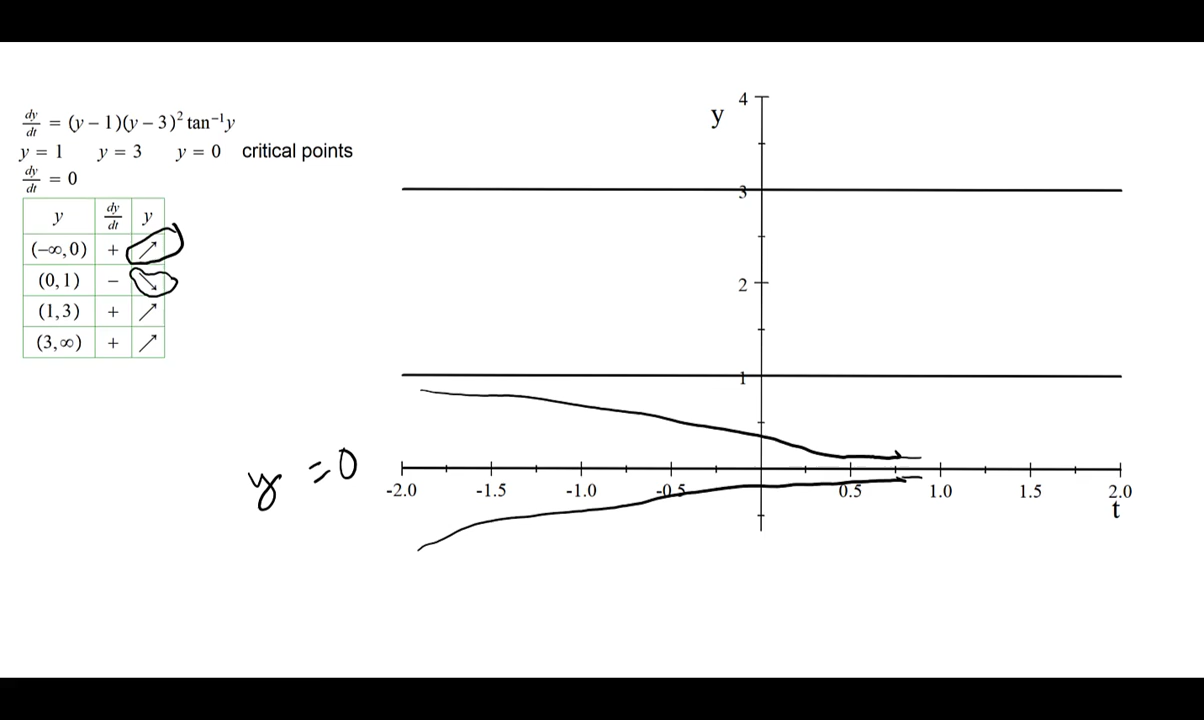 dy/dt = (y − 1)(y − 3)² tan⁻¹y
y = 1 y = 3 y = 0 critical points
dy/dt = 0
y dy/dt y
(−∞,0) + ↗
(0,1) − ↘
(1,3) + ↗
(3,∞) + ↗
y = 0
y
4
3
2
1
-2.0 -1.5 -1.0 -0.5 0.5 1.0 1.5 2.0
t